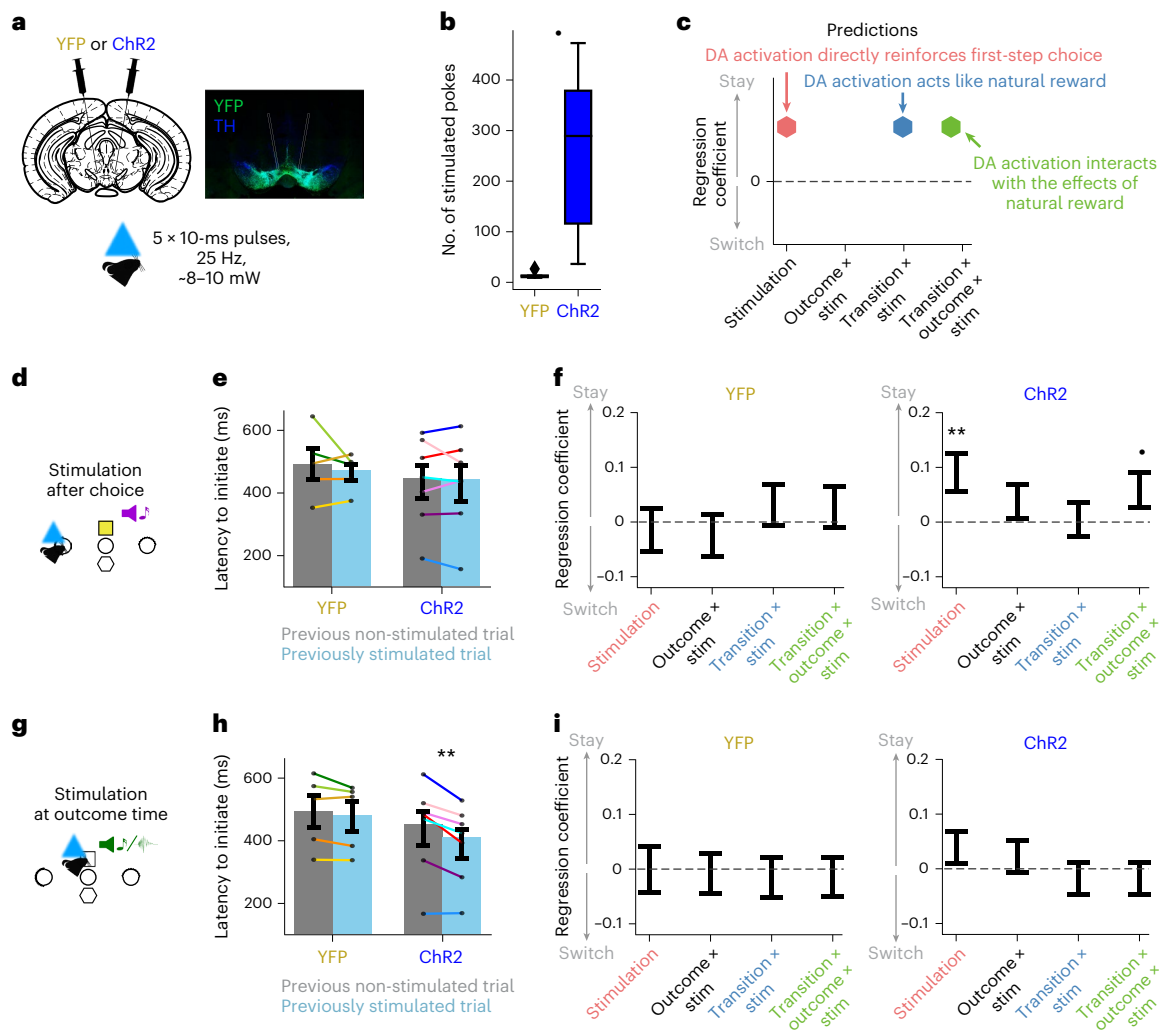 a
YFP or ChR2
YFP
TH
5 × 10-ms pulses,
25 Hz,
~8–10 mW
b
No. of stimulated pokes
400
300
200
100
0
YFP
ChR2
c
Predictions
DA activation directly reinforces first-step choice
DA activation acts like natural reward
Stay
Regression
coefficient
0
Switch
DA activation interacts
with the effects of
natural reward
Stimulation
Outcome ×
stim
Transition ×
stim
Transition ×
outcome ×
stim
d
Stimulation
after choice
e
Latency to initiate (ms)
600
400
200
YFP
ChR2
Previous non-stimulated trial
Previously stimulated trial
f
Stay
Regression coefficient
Switch
YFP
0.2
0.1
0
–0.1
Stimulation
Outcome ×
stim
Transition ×
stim
Transition ×
outcome ×
stim
Stay
Switch
ChR2
0.2
0.1
0
–0.1
**
Stimulation
Outcome ×
stim
Transition ×
stim
Transition ×
outcome ×
stim
g
Stimulation
at outcome time
h
Latency to initiate (ms)
600
400
200
**
YFP
ChR2
Previous non-stimulated trial
Previously stimulated trial
i
Stay
Regression coefficient
Switch
YFP
0.2
0.1
0
–0.1
Stimulation
Outcome ×
stim
Transition ×
stim
Transition ×
outcome ×
stim
Stay
Switch
ChR2
0.2
0.1
0
–0.1
Stimulation
Outcome ×
stim
Transition ×
stim
Transition ×
outcome ×
stim